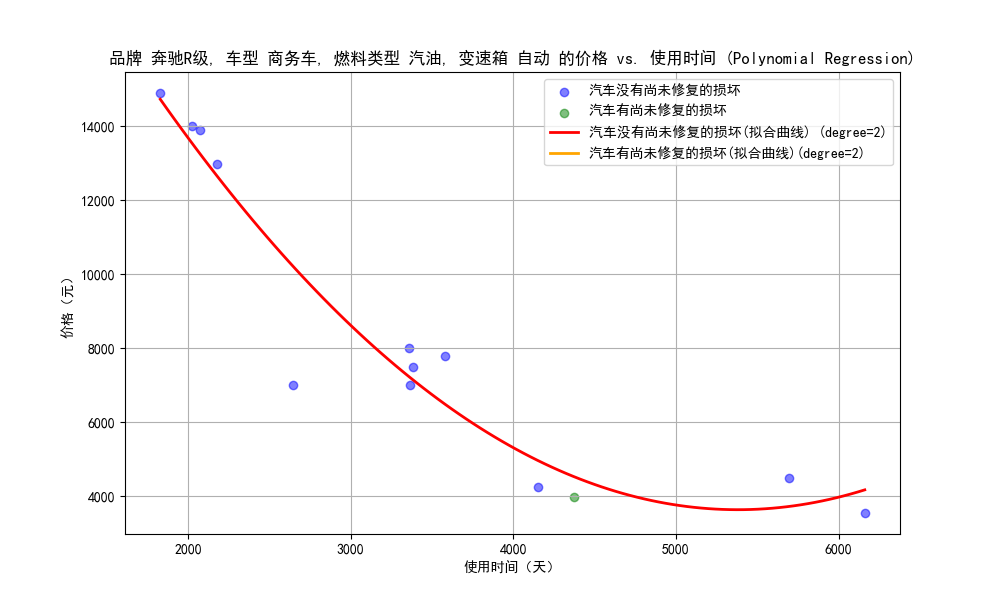 品牌 奔驰R级, 车型 商务车, 燃料类型 汽油, 变速箱 自动 的价格 vs. 使用时间 (Polynomial Regression)
汽车没有尚未修复的损坏
汽车有尚未修复的损坏
汽车没有尚未修复的损坏(拟合曲线) (degree=2)
汽车有尚未修复的损坏(拟合曲线)(degree=2)
价格（元）
14000
12000
10000
8000
6000
4000
2000
3000
4000
5000
6000
使用时间（天）